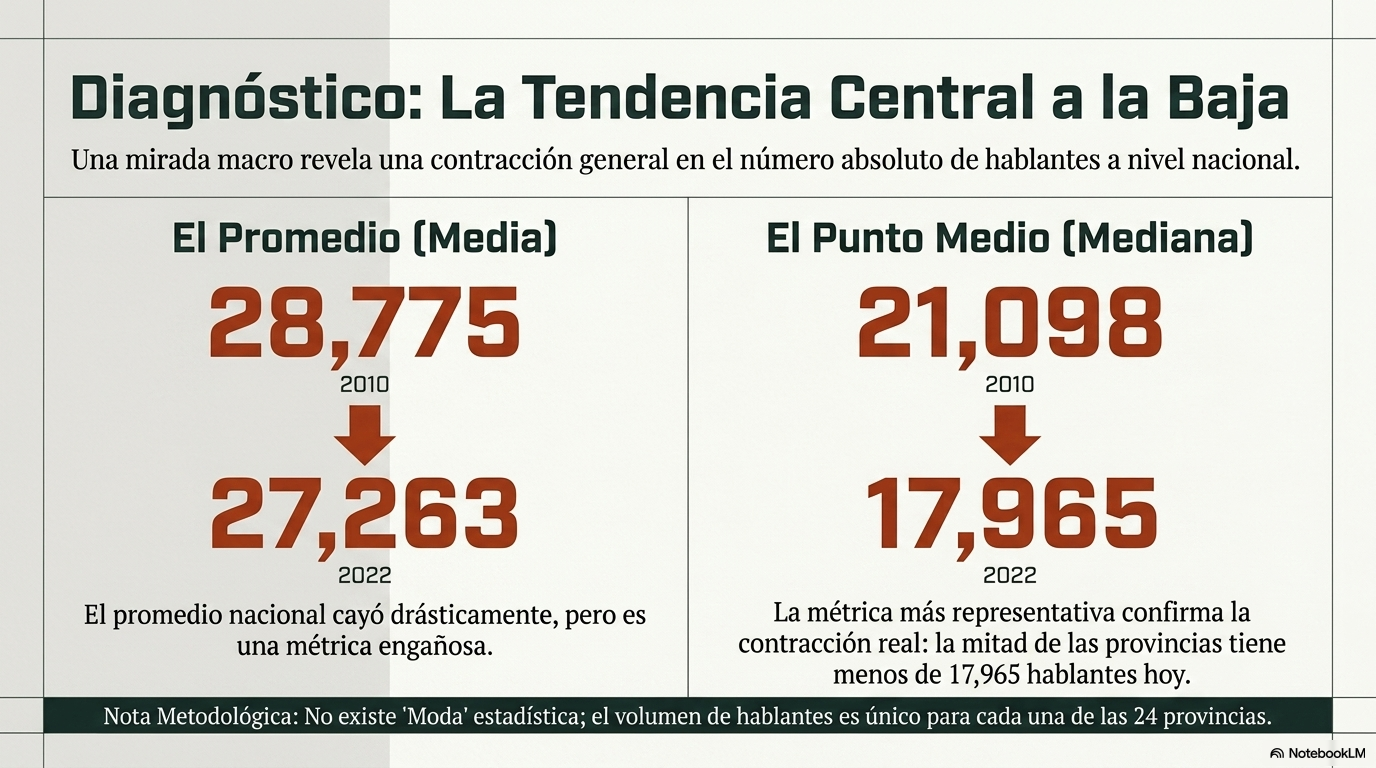 Diagnóstico: La Tendencia Central a la Baja
Una mirada macro revela una contracción general en el número absoluto de hablantes a nivel nacional.
El Promedio (Media)
28,775
2010
27,263
2022
El promedio nacional cayó drásticamente, pero es
una métrica engañosa.
El Punto Medio (Mediana)
21,098
2010
17,965
2022
La métrica más representativa confirma la
contracción real: la mitad de las provincias tiene
menos de 17,965 hablantes hoy.
Nota Metodológica: No existe 'Moda' estadística; el volumen de hablantes es único para cada una de las 24 provincias.
NotebookLM